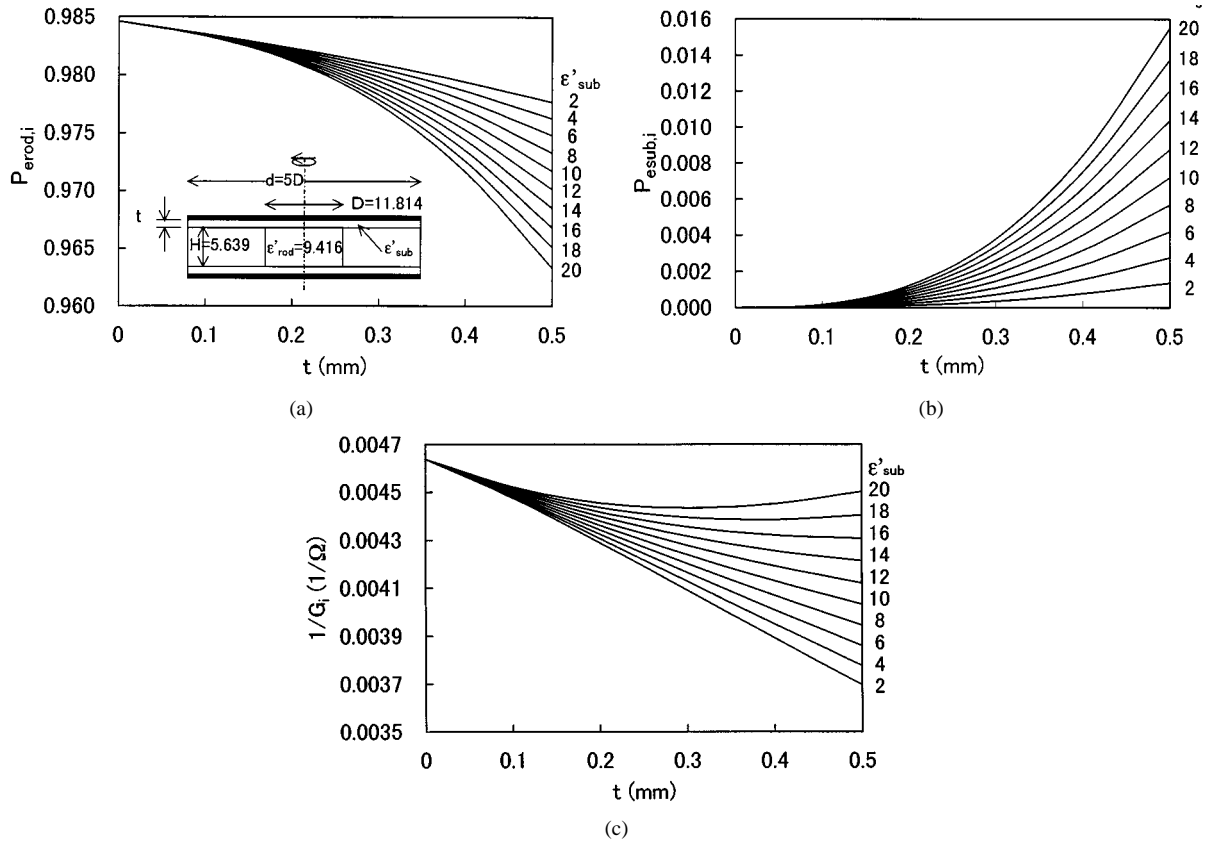 0.985
0.980
0.975
0.970
0.965
0.960
P_erod,i
0 0.1 0.2 0.3 0.4 0.5
t (mm)
ε'_sub
2
4
6
8
10
12
14
16
18
20
d=5D
D=11.814
t
H=5.639
ε'_rod=9.416
ε'_sub
(a)
0.016
0.014
0.012
0.010
0.008
0.006
0.004
0.002
0.000
P_esub,i
0 0.1 0.2 0.3 0.4 0.5
t (mm)
20
18
16
14
12
10
8
6
4
2
(b)
0.0047
0.0045
0.0043
0.0041
0.0039
0.0037
0.0035
1/G_i (1/Ω)
0 0.1 0.2 0.3 0.4 0.5
t (mm)
ε'_sub
20
18
16
14
12
10
8
6
4
2
(c)